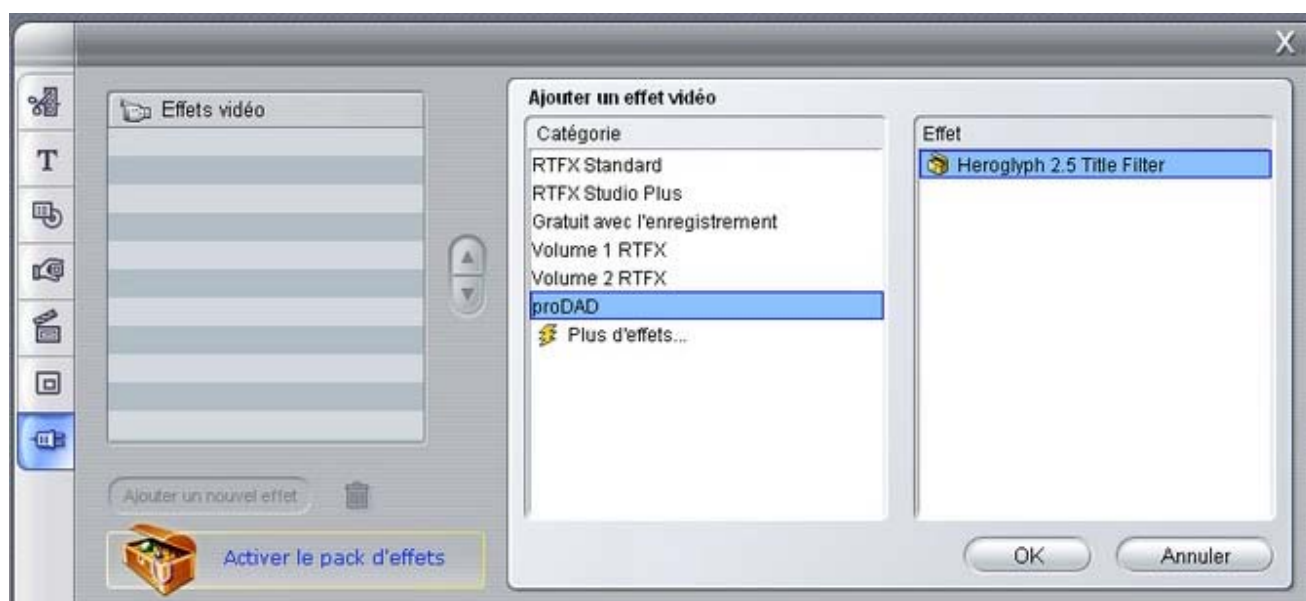 X
Effets vidéo
T
Ajouter un nouvel effet
Activer le pack d'effets
Ajouter un effet vidéo
Catégorie
RTFX Standard
RTFX Studio Plus
Gratuit avec l'enregistrement
Volume 1 RTFX
Volume 2 RTFX
proDAD
Plus d'effets...
Effet
Heroglyph 2.5 Title Filter
OK
Annuler